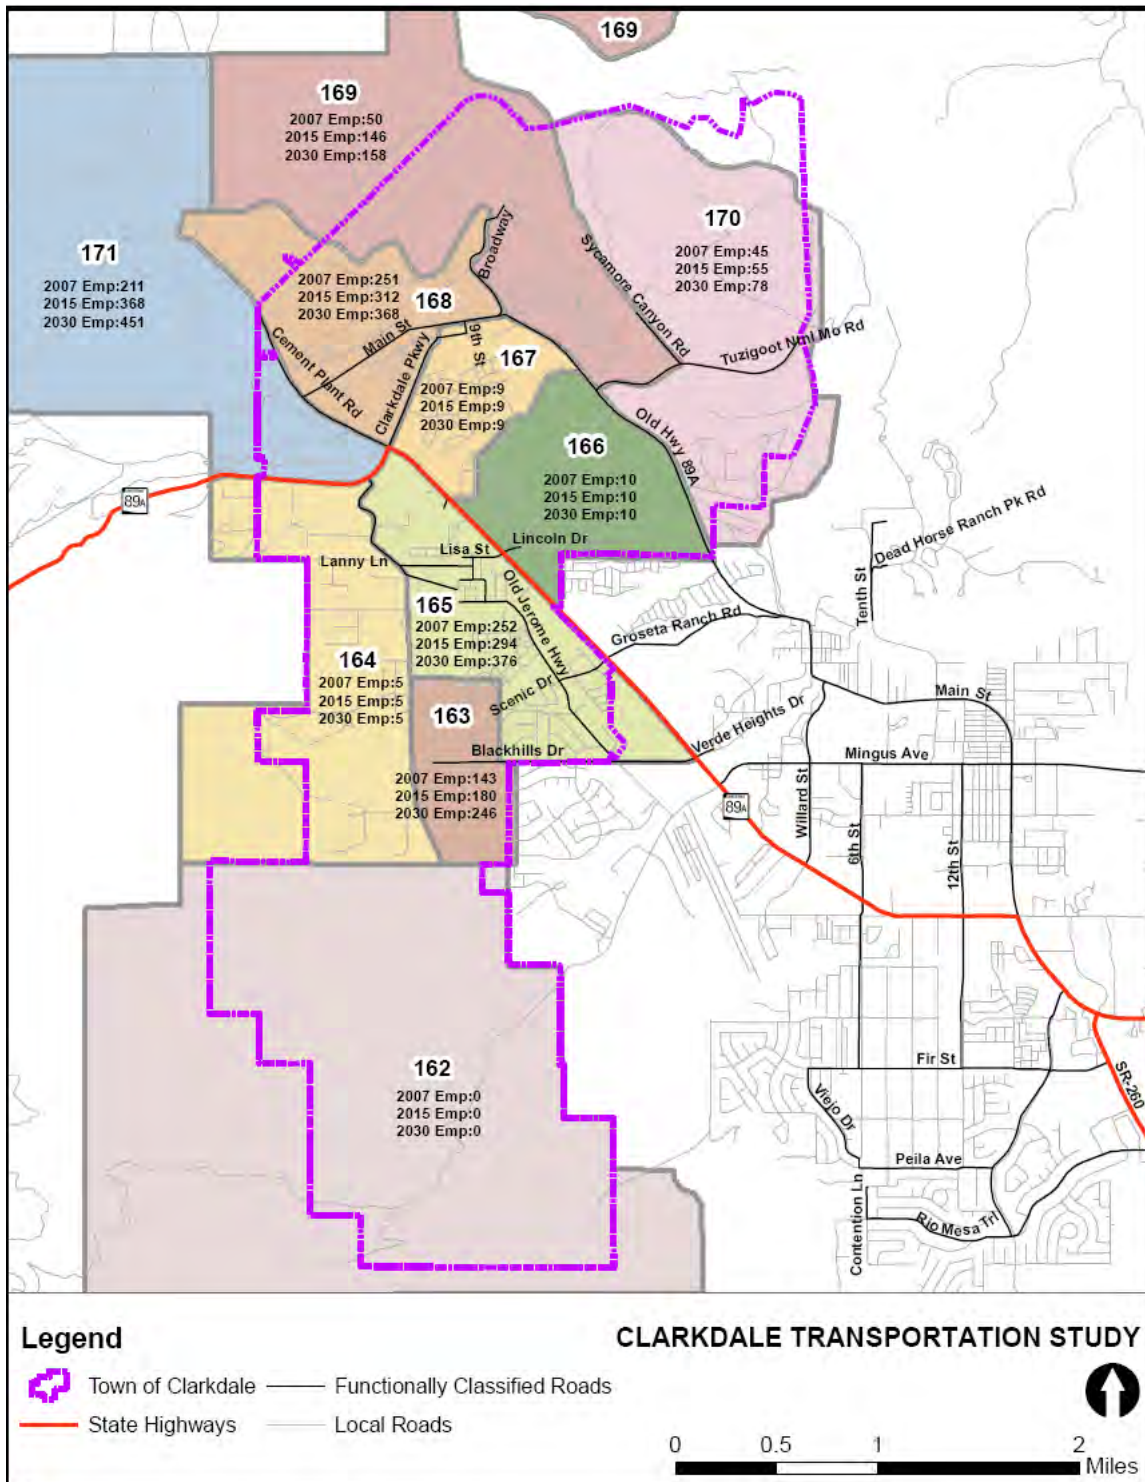 169
169
2007 Emp:50
2015 Emp:146
2030 Emp:158
170
2007 Emp:45
2015 Emp:55
2030 Emp:78
171
2007 Emp:211
2015 Emp:368
2030 Emp:451
2007 Emp:251
2015 Emp:312
2030 Emp:368
168
Broadway
Sycamore Canyon Rd
Tuzigoot Ntnl Mo Rd
Cement Plant Rd
Main St
Clarkdale Pkwy
9th St
167
2007 Emp:9
2015 Emp:9
2030 Emp:9
Old Hwy 89A
166
2007 Emp:10
2015 Emp:10
2030 Emp:10
89A
Lincoln Dr
Lisa St
Lanny Ln
Dead Horse Ranch Pk Rd
Tenth St
165
2007 Emp:252
2015 Emp:294
2030 Emp:376
Old Jerome Hwy
Groseta Ranch Rd
164
2007 Emp:5
2015 Emp:5
2030 Emp:5
163
Scenic Dr
Blackhills Dr
Verde Heights Dr
Main St
Mingus Ave
2007 Emp:143
2015 Emp:180
2030 Emp:246
89A
Willard St
6th St
12th St
162
2007 Emp:0
2015 Emp:0
2030 Emp:0
Fir St
SR-260
Viejo Dr
Peila Ave
Contention Ln
Rio Mesa Trl
Legend
CLARKDALE TRANSPORTATION STUDY
Town of Clarkdale
Functionally Classified Roads
State Highways
Local Roads
0 0.5 1 2
Miles